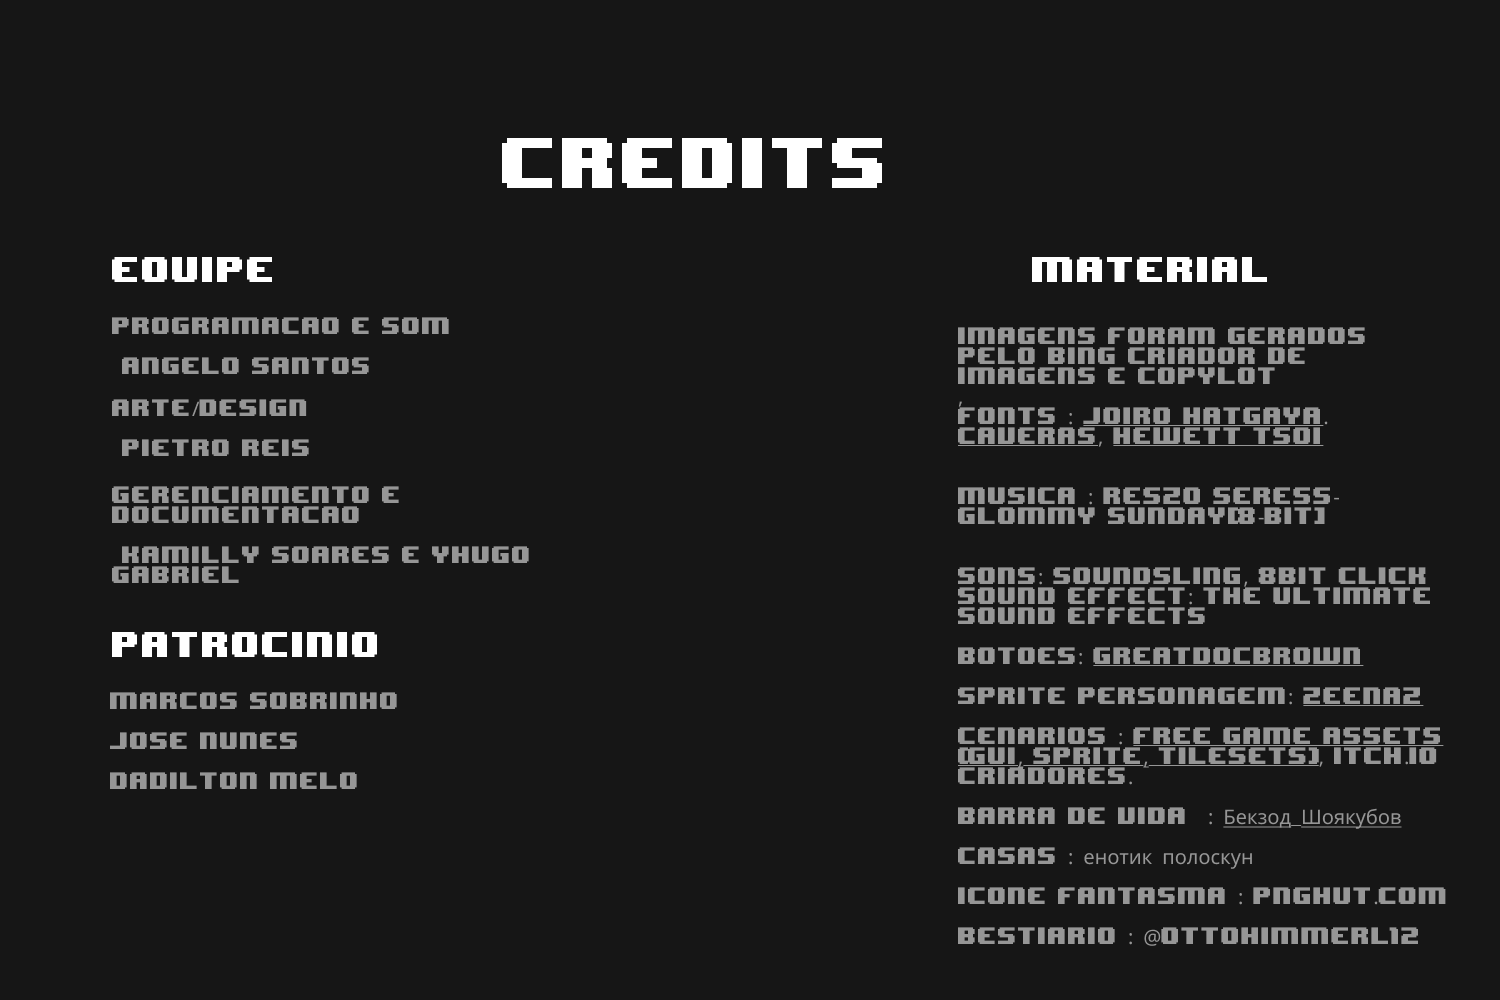 CREDITS
EQUIPE
PROGRAMACAO E SOM
ANGELO SANTOS
ARTE/DESIGN
PIETRO REIS
GERENCIAMENTO E
DOCUMENTACAO
KAMILLY SOARES E YHUGO
GABRIEL
PATROCINIO
MARCOS SOBRINHO
JOSE NUNES
DADILTON MELO
MATERIAL
IMAGENS FORAM GERADOS
PELO BING CRIADOR DE
IMAGENS E COPYLOT
,
FONTS : JOIRO HATGAYA.
CAVERAS, HEWETT TSOI
MUSICA : RESZO SERESS-
GLOMMY SUNDAY[8-BIT]
SONS: SOUNDSLING, 8BIT CLICK
SOUND EFFECT: THE ULTIMATE
SOUND EFFECTS
BOTOES: GREATDOCBROWN
SPRITE PERSONAGEM: ZEENAZ
CENARIOS : FREE GAME ASSETS
(GUI, SPRITE, TILESETS), ITCH.IO
CRIADORES.
BARRA DE VIDA : Бекзод Шоякубов
CASAS : енотик полоскун
ICONE FANTASMA : PNGHUT.COM
BESTIARIO : @OTTOHIMMERL12